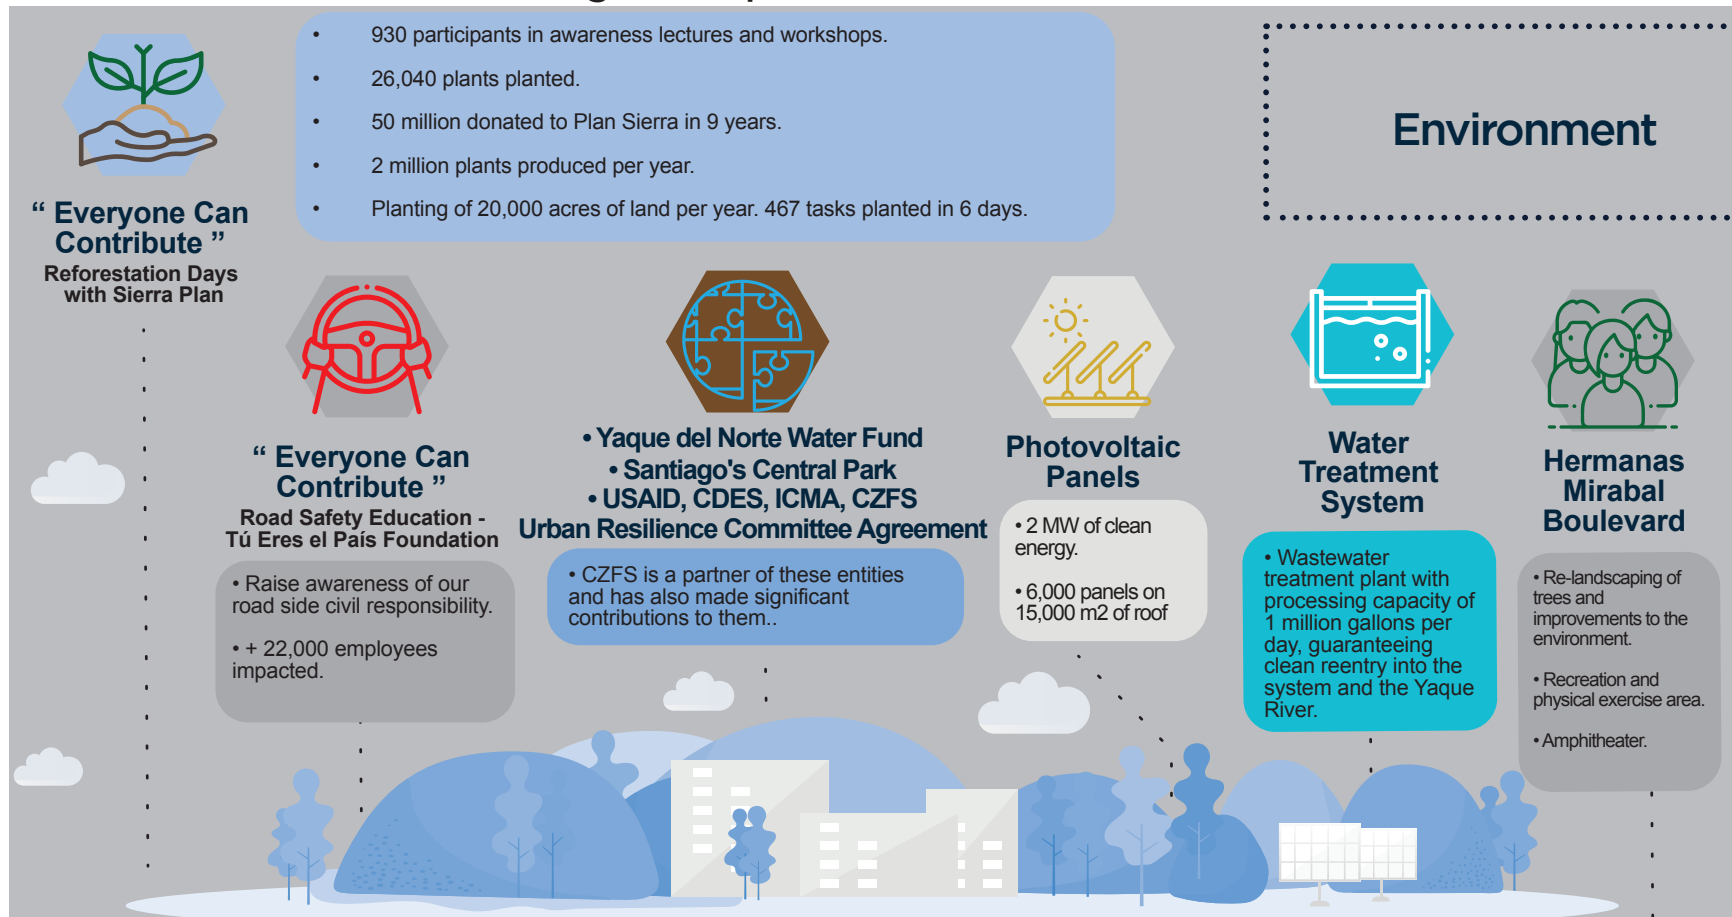 • 930 participants in awareness lectures and workshops.
• 26,040 plants planted.
• 50 million donated to Plan Sierra in 9 years.
• 2 million plants produced per year.
• Planting of 20,000 acres of land per year. 467 tasks planted in 6 days.
Environment
“ Everyone Can
Contribute ”
Reforestation Days
with Sierra Plan
“ Everyone Can
Contribute ”
Road Safety Education -
Tú Eres el País Foundation
• Raise awareness of our
road side civil responsibility.
• + 22,000 employees
impacted.
• Yaque del Norte Water Fund
• Santiago's Central Park
• USAID, CDES, ICMA, CZFS
Urban Resilience Committee Agreement
• CZFS is a partner of these entities
and has also made significant
contributions to them..
Photovoltaic
Panels
• 2 MW of clean
energy.
• 6,000 panels on
15,000 m2 of roof
Water
Treatment
System
• Wastewater
treatment plant with
processing capacity of
1 million gallons per
day, guaranteeing
clean reentry into the
system and the Yaque
River.
Hermanas
Mirabal
Boulevard
• Re-landscaping of
trees and
improvements to the
environment.
• Recreation and
physical exercise area.
• Amphitheater.